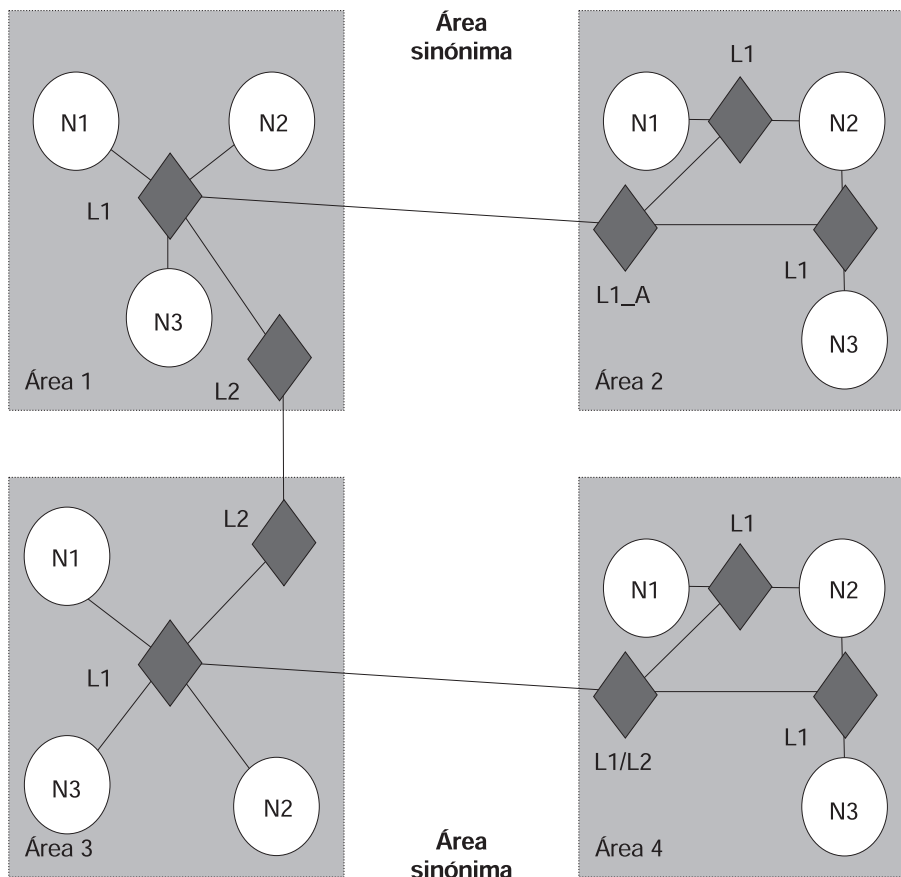 Área
sinónima
N1
N2
L1
N3
L2
Área 1
L1
N1
N2
L1_A
L1
N3
Área 2
L2
N1
L1
N3
N2
Área 3
L1
N1
N2
L1/L2
L1
N3
Área 4
Área
sinónima